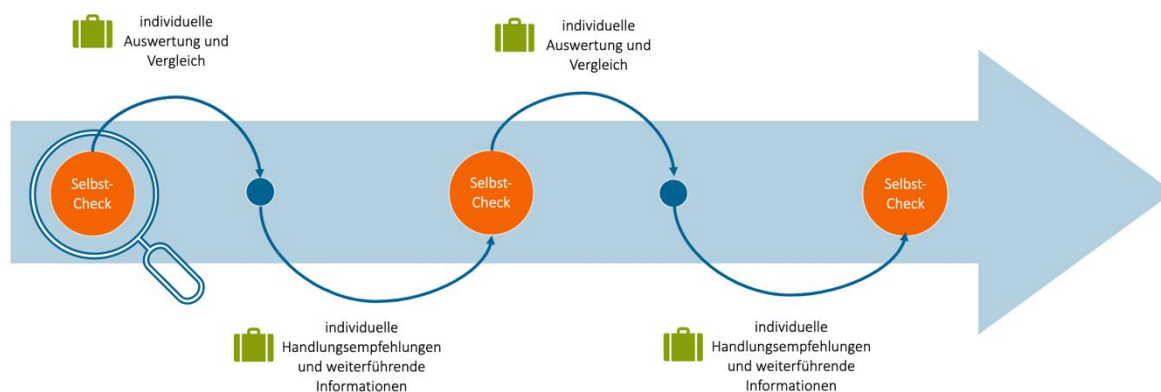 individuelle
Auswertung und
Vergleich
individuelle
Auswertung und
Vergleich
Selbst-
Check
Selbst-
Check
Selbst-
Check
individuelle
Handlungsempfehlungen
und weiterführende
Informationen
individuelle
Handlungsempfehlungen
und weiterführende
Informationen